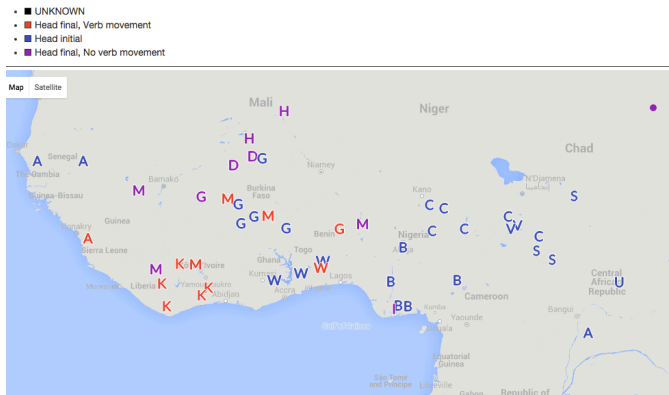 UNKNOWN
Head final, Verb movement
Head initial
Head final, No verb movement
Map Satellite
Mali
H
Niger
H
Chad
A Senegal A
D D G
Niamey
The Gambia
Bamako
N'Djamena
M
G M G
Burkina Faso
Kano
C C
S
Guinea-Bissau
G G M G
Benin
G M
C C
C V V
Guinea
Nigeria
C
A
Conakry
Sierra Leone
B
S S
K M
Côte d'Ivoire
Togo
Ghana
M
K
W W W W
Lagos
B
B
U
Liberia
Kumasi
Accra
Yamoussoukro
K K
Abidjan
Cameroon
Central African Republic
K
I B B
Yaounde
Bangui
Gulf of Guinea
A
Equatorial Guinea
São Tomé and Príncipe
Libreville
Gabon
Republic of